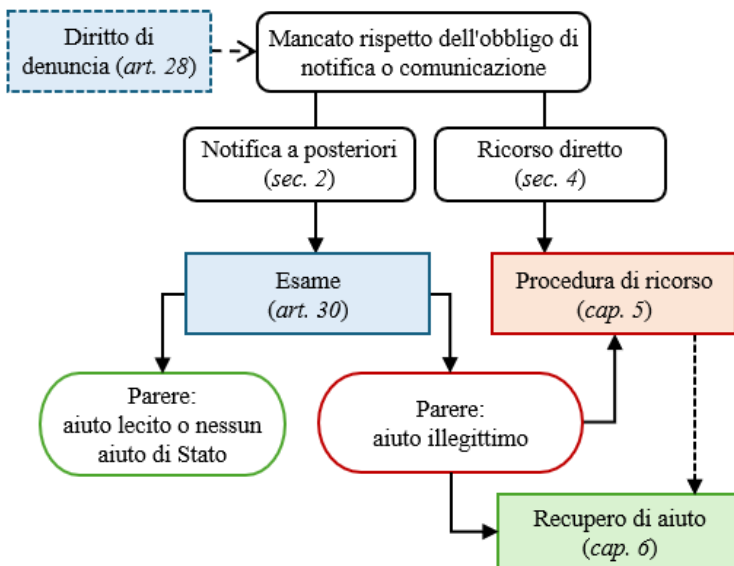 Diritto di
denuncia (art. 28)
Mancato rispetto dell'obbligo di
notifica o comunicazione
Notifica a posteriori
(sec. 2)
Ricorso diretto
(sec. 4)
Esame
(art. 30)
Procedura di ricorso
(cap. 5)
Parere:
aiuto lecito o nessun
aiuto di Stato
Parere:
aiuto illegittimo
Recupero di aiuto
(cap. 6)